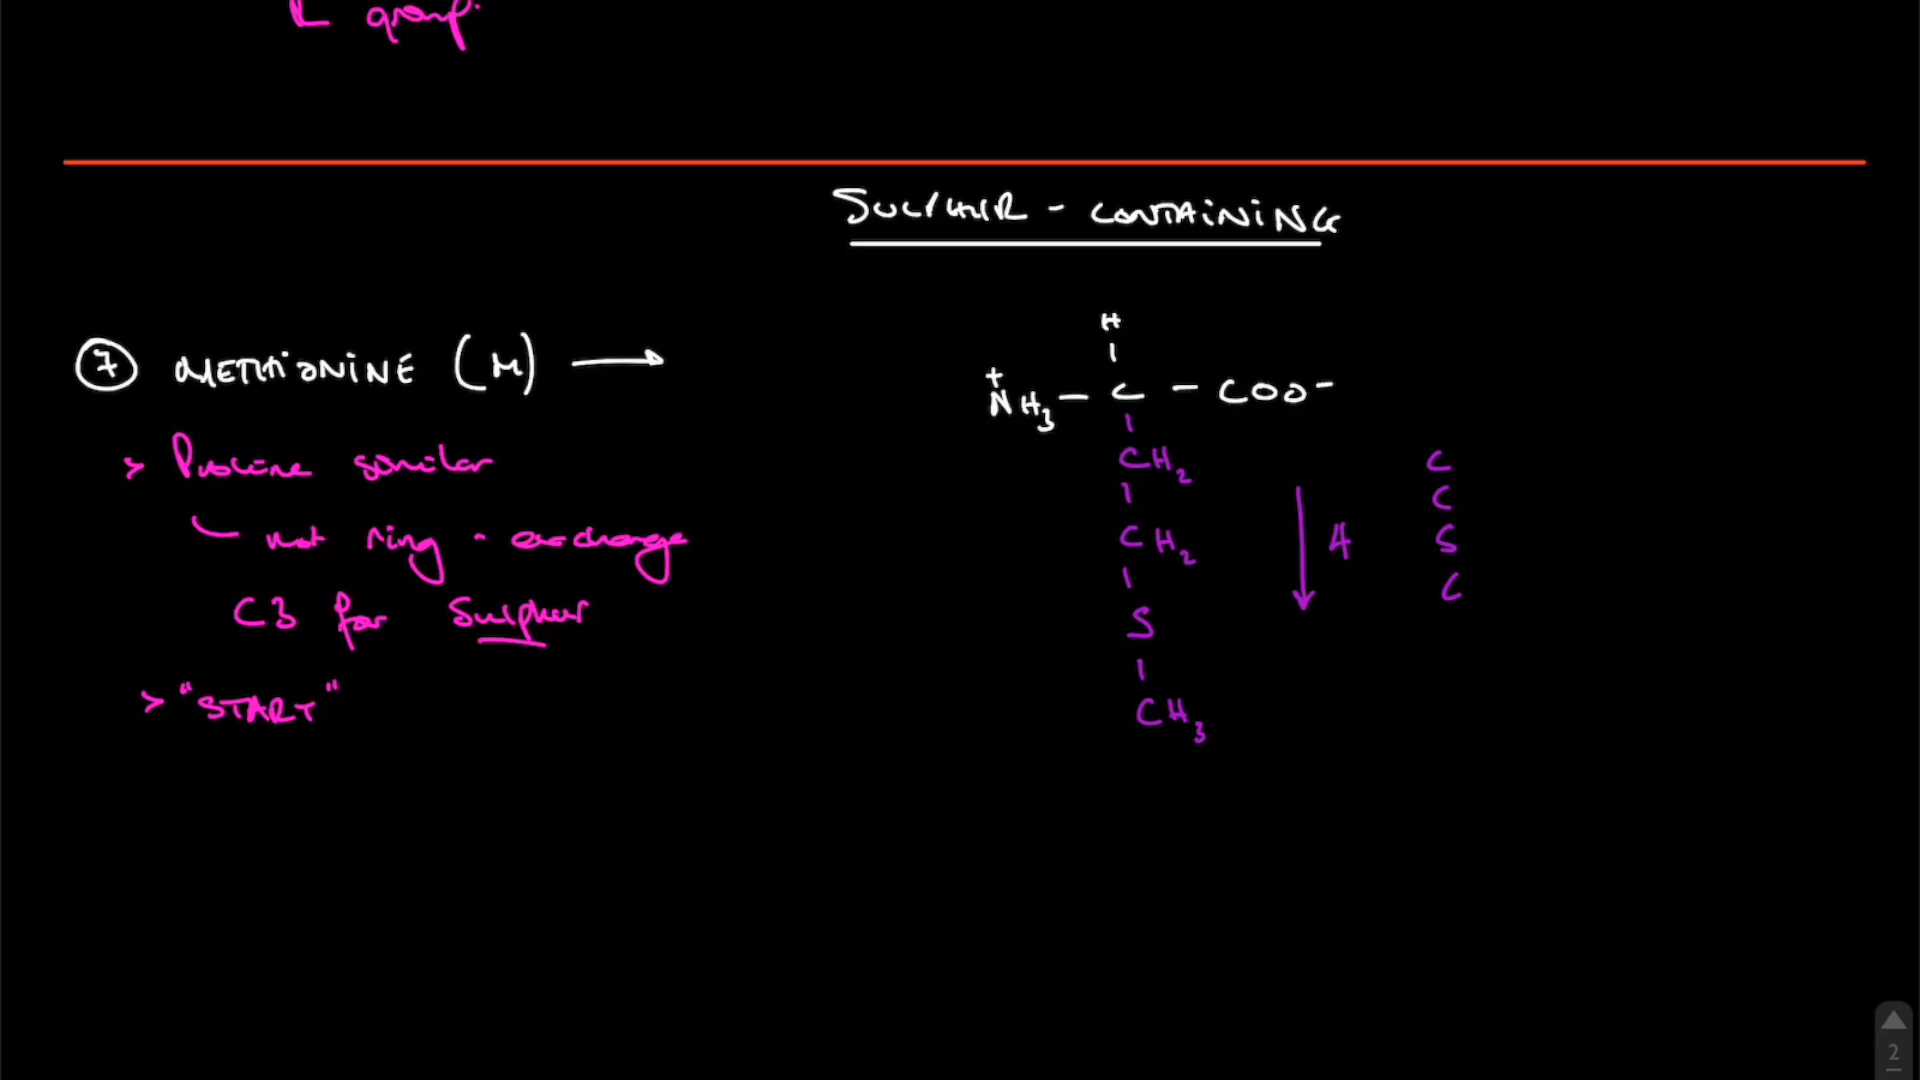 R group.
SULPHUR - CONTAINING
7 METHIONINE (M) →
H
+
NH3 - C - COO-
CH2
CH2
S
CH3
↓ 4
C
C
S
C
> Proline similar
not ring - exchange
C3 for Sulphur
> "START"
2